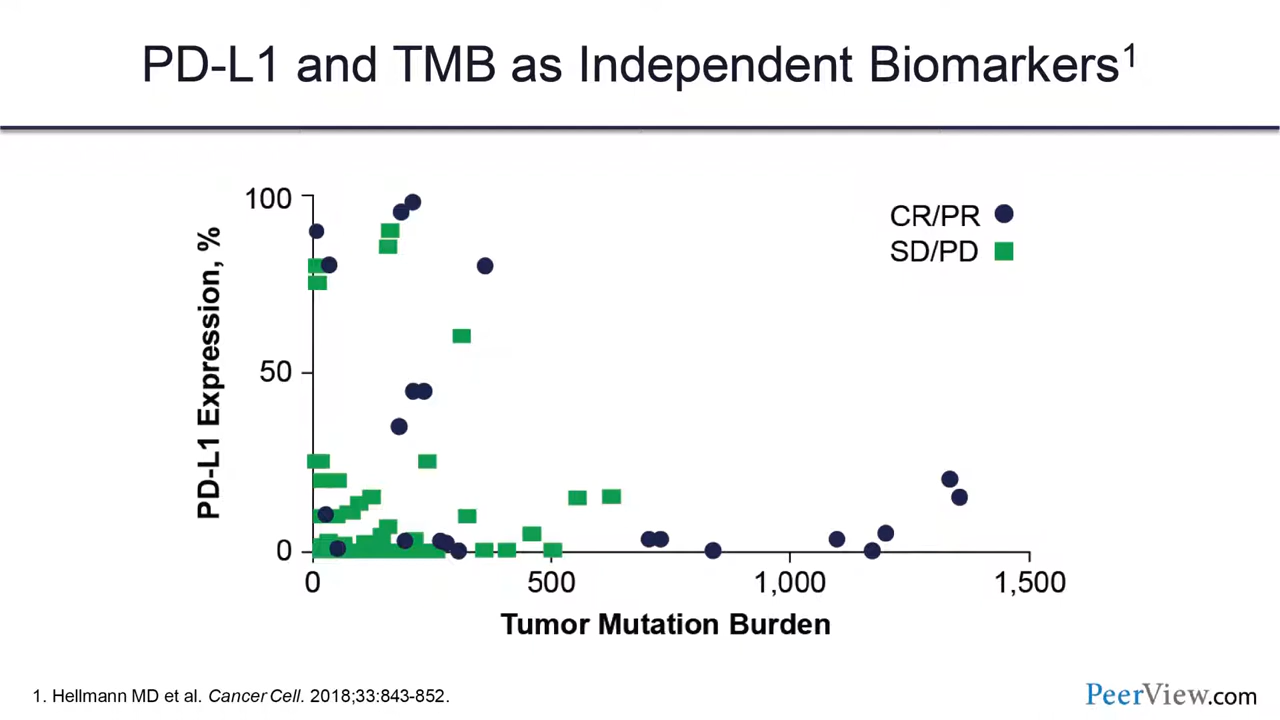 PD-L1 and TMB as Independent Biomarkers¹
PD-L1 Expression, %
100
50
0
CR/PR
SD/PD
0 500 1,000 1,500
Tumor Mutation Burden
1. Hellmann MD et al. Cancer Cell. 2018;33:843-852.
PeerView.com